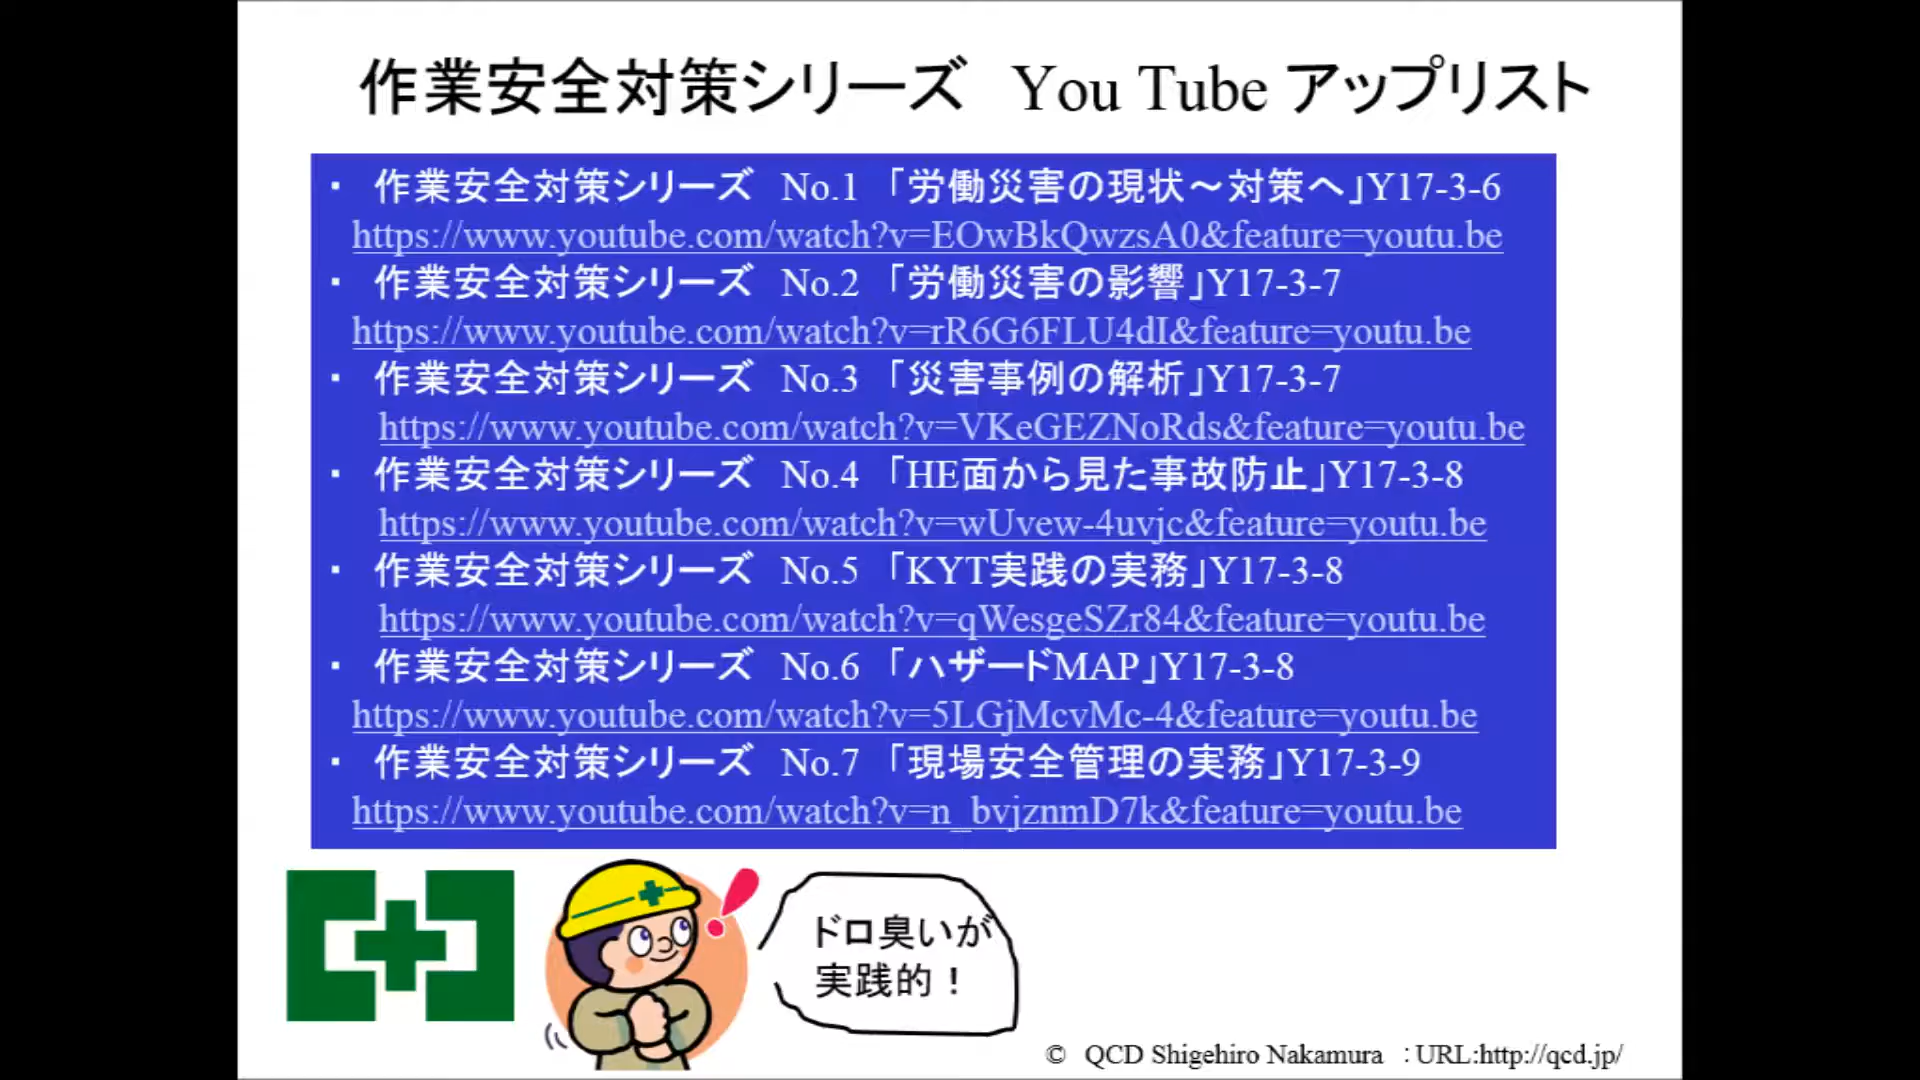 作業安全対策シリーズ　You Tube アップリスト
・ 作業安全対策シリーズ　No.1 「労働災害の現状～対策へ」Y17-3-6
https://www.youtube.com/watch?v=EOwBkQwzsA0&feature=youtu.be
・ 作業安全対策シリーズ　No.2 「労働災害の影響」Y17-3-7
https://www.youtube.com/watch?v=rR6G6FLU4dI&feature=youtu.be
・ 作業安全対策シリーズ　No.3 「災害事例の解析」Y17-3-7
https://www.youtube.com/watch?v=VKeGEZNoRds&feature=youtu.be
・ 作業安全対策シリーズ　No.4 「HE面から見た事故防止」Y17-3-8
https://www.youtube.com/watch?v=wUvew-4uvjc&feature=youtu.be
・ 作業安全対策シリーズ　No.5 「KYT実践の実務」Y17-3-8
https://www.youtube.com/watch?v=qWesgeSZr84&feature=youtu.be
・ 作業安全対策シリーズ　No.6 「ハザードMAP」Y17-3-8
https://www.youtube.com/watch?v=5LGjMcvMc-4&feature=youtu.be
・ 作業安全対策シリーズ　No.7 「現場安全管理の実務」Y17-3-9
https://www.youtube.com/watch?v=n_bvjznmD7k&feature=youtu.be
ドロ臭いが
実践的！
© QCD Shigehiro Nakamura ：URL:http://qcd.jp/